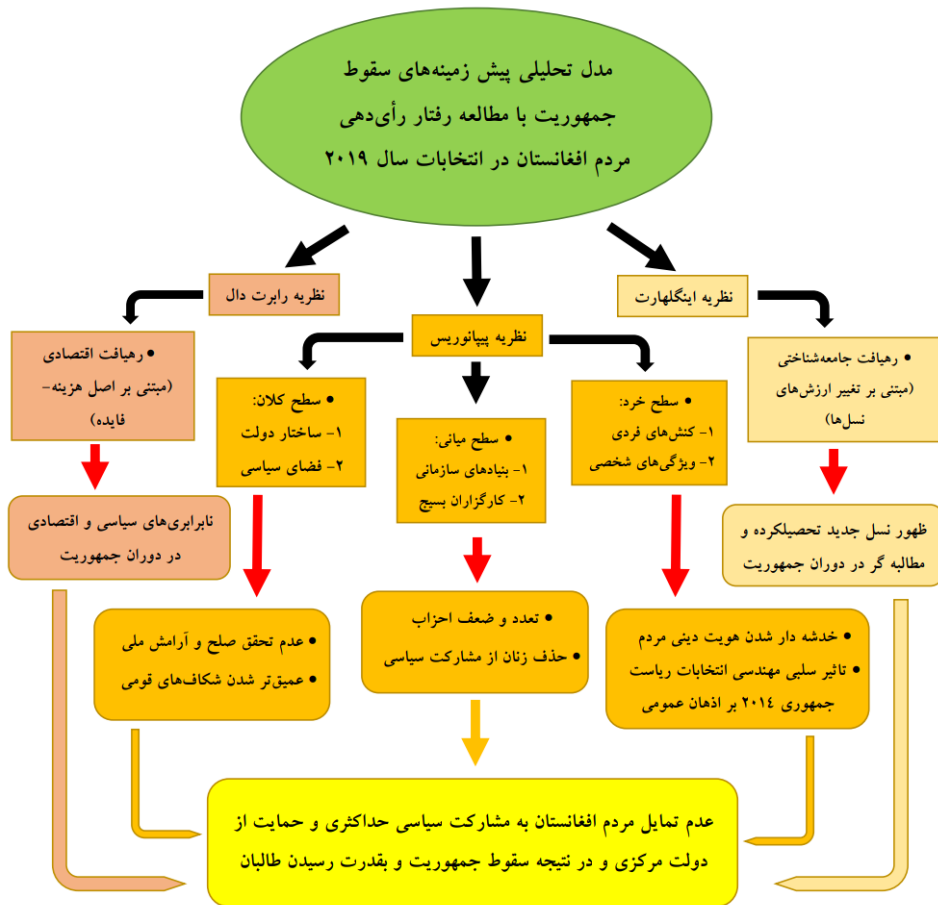 مدل تحلیلی پیش زمینه‌های سقوط
جمهوریت با مطالعه رفتار رأی‌دهی
مردم افغانستان در انتخابات سال ۲۰۱۹
نظریه اینگلهارت
نظریه رابرت دال
نظریه پیپانوریس
• رهیافت جامعه‌شناختی
(مبتنی بر تغییر ارزش‌های
نسل‌ها)
• سطح خرد:
۱- کنش‌های فردی
۲- ویژگی‌های شخصی
• سطح میانی:
۱- بنیادهای سازمانی
۲- کارگزاران بسیج
• سطح کلان:
۱- ساختار دولت
۲- فضای سیاسی
• رهیافت اقتصادی
(مبتنی بر اصل هزینه-
فایده)
ظهور نسل جدید تحصیلکرده و
مطالبه گر در دوران جمهوریت
نابرابری‌های سیاسی و اقتصادی
در دوران جمهوریت
• خدشه دار شدن هویت دینی مردم
• تاثیر سلبی مهندسی انتخابات ریاست
جمهوری ۲۰۱٤ بر اذهان عمومی
• تعدد و ضعف احزاب
• حذف زنان از مشارکت سیاسی
• عدم تحقق صلح و آرامش ملی
• عمیق‌تر شدن شکاف‌های قومی
عدم تمایل مردم افغانستان به مشارکت سیاسی حداکثری و حمایت از
دولت مرکزی و در نتیجه سقوط جمهوریت و بقدرت رسیدن طالبان